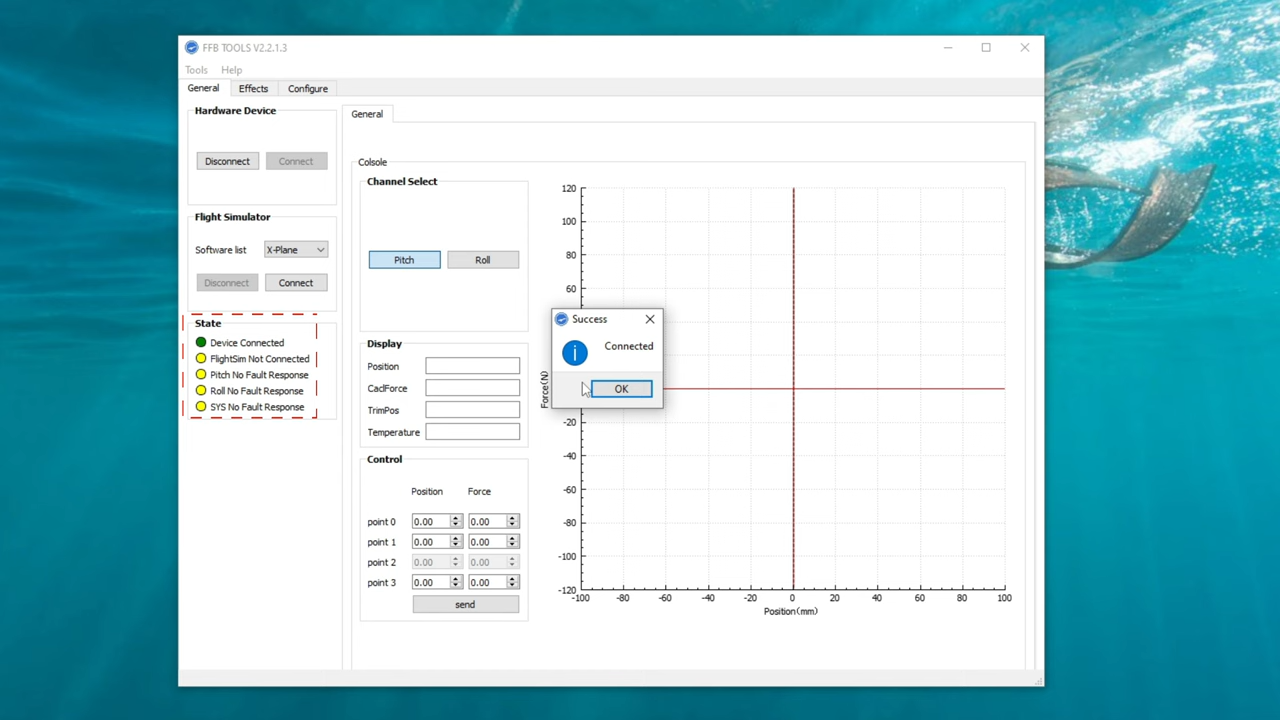 FFB TOOLS V2.2.1.3
Tools Help
General Effects Configure
Hardware Device
Disconnect Connect
Flight Simulator
Software list X-Plane
Disconnect Connect
State
Device Connected
FlightSim Not Connected
Pitch No Fault Response
Roll No Fault Response
SYS No Fault Response
General
Colsole
Channel Select
Pitch Roll
Display
Position
CaclForce
TrimPos
Temperature
Control
Position Force
point 0 0.00 0.00
point 1 0.00 0.00
point 2 0.00 0.00
point 3 0.00 0.00
send
Success
Connected
OK
Force(N)
120
100
80
60
-20
-40
-60
-80
-100
-120
-100 -80 -60 -40 -20 0 20 40 60 80 100
Position(mm)